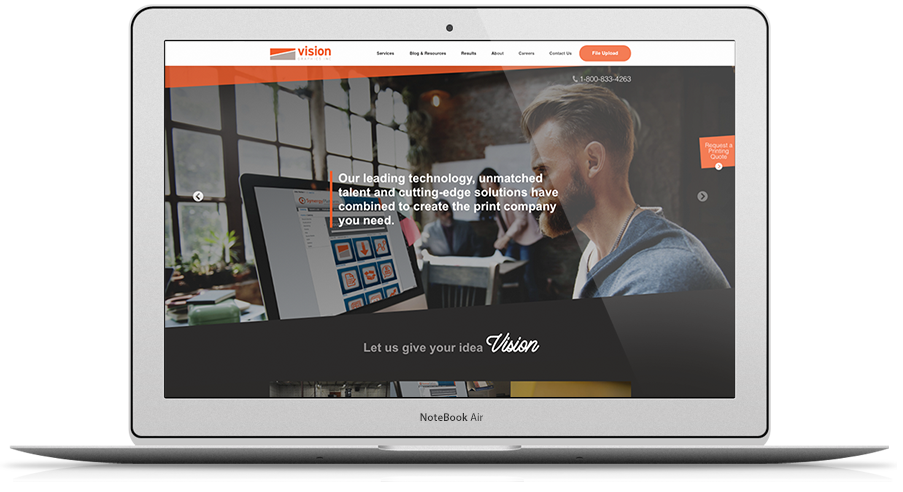 vision
Services
Blog & Resources
Results
About
Careers
Contact Us
File Upload
1-800-833-4263
Request a
Printing
Quote
Our leading technology, unmatched
talent and cutting-edge solutions have
combined to create the print company
you need.
Let us give your idea Vision
NoteBook Air